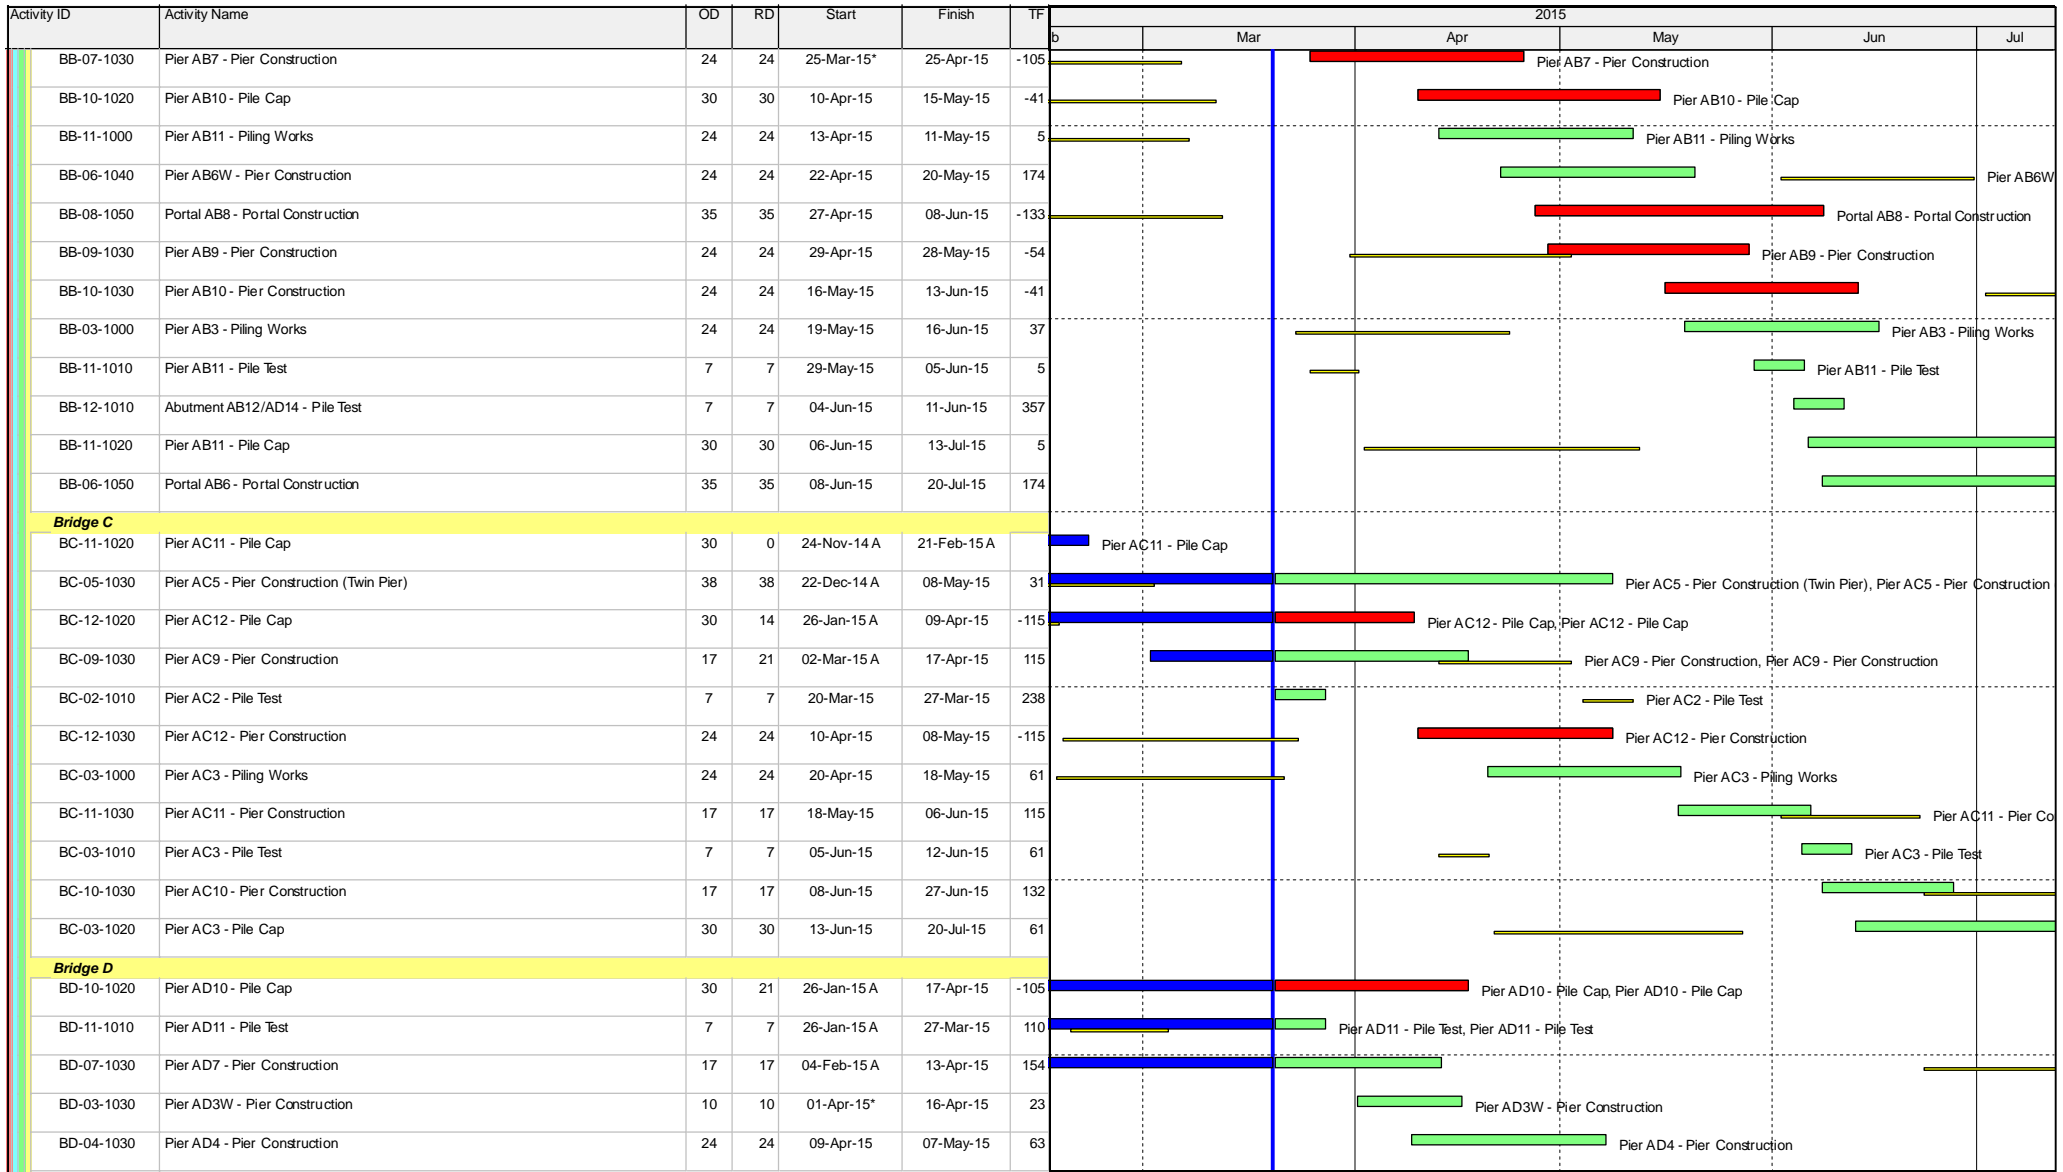 Activity ID Activity Name OD RD Start Finish TF 2015
b Mar Apr May Jun Jul
BB-07-1030 Pier AB7 - Pier Construction 24 24 25-Mar-15* 25-Apr-15 -105 Pier AB7 - Pier Construction
BB-10-1020 Pier AB10 - Pile Cap 30 30 10-Apr-15 15-May-15 -41 Pier AB10 - Pile Cap
BB-11-1000 Pier AB11 - Piling Works 24 24 13-Apr-15 11-May-15 5 Pier AB11 - Piling Works
BB-06-1040 Pier AB6W - Pier Construction 24 24 22-Apr-15 20-May-15 174 Pier AB6W
BB-08-1050 Portal AB8 - Portal Construction 35 35 27-Apr-15 08-Jun-15 -133 Portal AB8 - Portal Construction
BB-09-1030 Pier AB9 - Pier Construction 24 24 29-Apr-15 28-May-15 -54 Pier AB9 - Pier Construction
BB-10-1030 Pier AB10 - Pier Construction 24 24 16-May-15 13-Jun-15 -41
BB-03-1000 Pier AB3 - Piling Works 24 24 19-May-15 16-Jun-15 37 Pier AB3 - Piling Works
BB-11-1010 Pier AB11 - Pile Test 7 7 29-May-15 05-Jun-15 5 Pier AB11 - Pile Test
BB-12-1010 Abutment AB12/AD14 - Pile Test 7 7 04-Jun-15 11-Jun-15 357
BB-11-1020 Pier AB11 - Pile Cap 30 30 06-Jun-15 13-Jul-15 5
BB-06-1050 Portal AB6 - Portal Construction 35 35 08-Jun-15 20-Jul-15 174
Bridge C
BC-11-1020 Pier AC11 - Pile Cap 30 0 24-Nov-14 A 21-Feb-15 A Pier AC11 - Pile Cap
BC-05-1030 Pier AC5 - Pier Construction (Twin Pier) 38 38 22-Dec-14 A 08-May-15 31 Pier AC5 - Pier Construction (Twin Pier), Pier AC5 - Pier Construction
BC-12-1020 Pier AC12 - Pile Cap 30 14 26-Jan-15 A 09-Apr-15 -115 Pier AC12 - Pile Cap, Pier AC12 - Pile Cap
BC-09-1030 Pier AC9 - Pier Construction 17 21 02-Mar-15 A 17-Apr-15 115 Pier AC9 - Pier Construction, Pier AC9 - Pier Construction
BC-02-1010 Pier AC2 - Pile Test 7 7 20-Mar-15 27-Mar-15 238 Pier AC2 - Pile Test
BC-12-1030 Pier AC12 - Pier Construction 24 24 10-Apr-15 08-May-15 -115 Pier AC12 - Pier Construction
BC-03-1000 Pier AC3 - Piling Works 24 24 20-Apr-15 18-May-15 61 Pier AC3 - Piling Works
BC-11-1030 Pier AC11 - Pier Construction 17 17 18-May-15 06-Jun-15 115 Pier AC11 - Pier Co
BC-03-1010 Pier AC3 - Pile Test 7 7 05-Jun-15 12-Jun-15 61 Pier AC3 - Pile Test
BC-10-1030 Pier AC10 - Pier Construction 17 17 08-Jun-15 27-Jun-15 132
BC-03-1020 Pier AC3 - Pile Cap 30 30 13-Jun-15 20-Jul-15 61
Bridge D
BD-10-1020 Pier AD10 - Pile Cap 30 21 26-Jan-15 A 17-Apr-15 -105 Pier AD10 - Pile Cap, Pier AD10 - Pile Cap
BD-11-1010 Pier AD11 - Pile Test 7 7 26-Jan-15 A 27-Mar-15 110 Pier AD11 - Pile Test, Pier AD11 - Pile Test
BD-07-1030 Pier AD7 - Pier Construction 17 17 04-Feb-15 A 13-Apr-15 154
BD-03-1030 Pier AD3W - Pier Construction 10 10 01-Apr-15* 16-Apr-15 23 Pier AD3W - Pier Construction
BD-04-1030 Pier AD4 - Pier Construction 24 24 09-Apr-15 07-May-15 63 Pier AD4 - Pier Construction